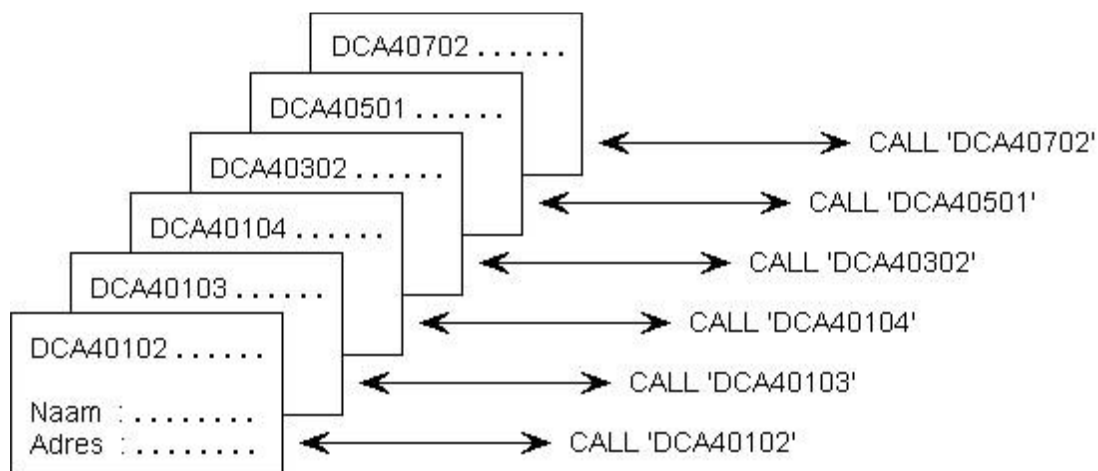 DCA40702 . . . . . .
DCA40501 . . . . . .
CALL 'DCA40702'
DCA40302 . . . . . .
CALL 'DCA40501'
DCA40104 . . . . . .
CALL 'DCA40302'
DCA40103 . . . . . .
CALL 'DCA40104'
DCA40102 . . . . . .
CALL 'DCA40103'
Naam : . . . . . . . .
Adres : . . . . . . . .
CALL 'DCA40102'